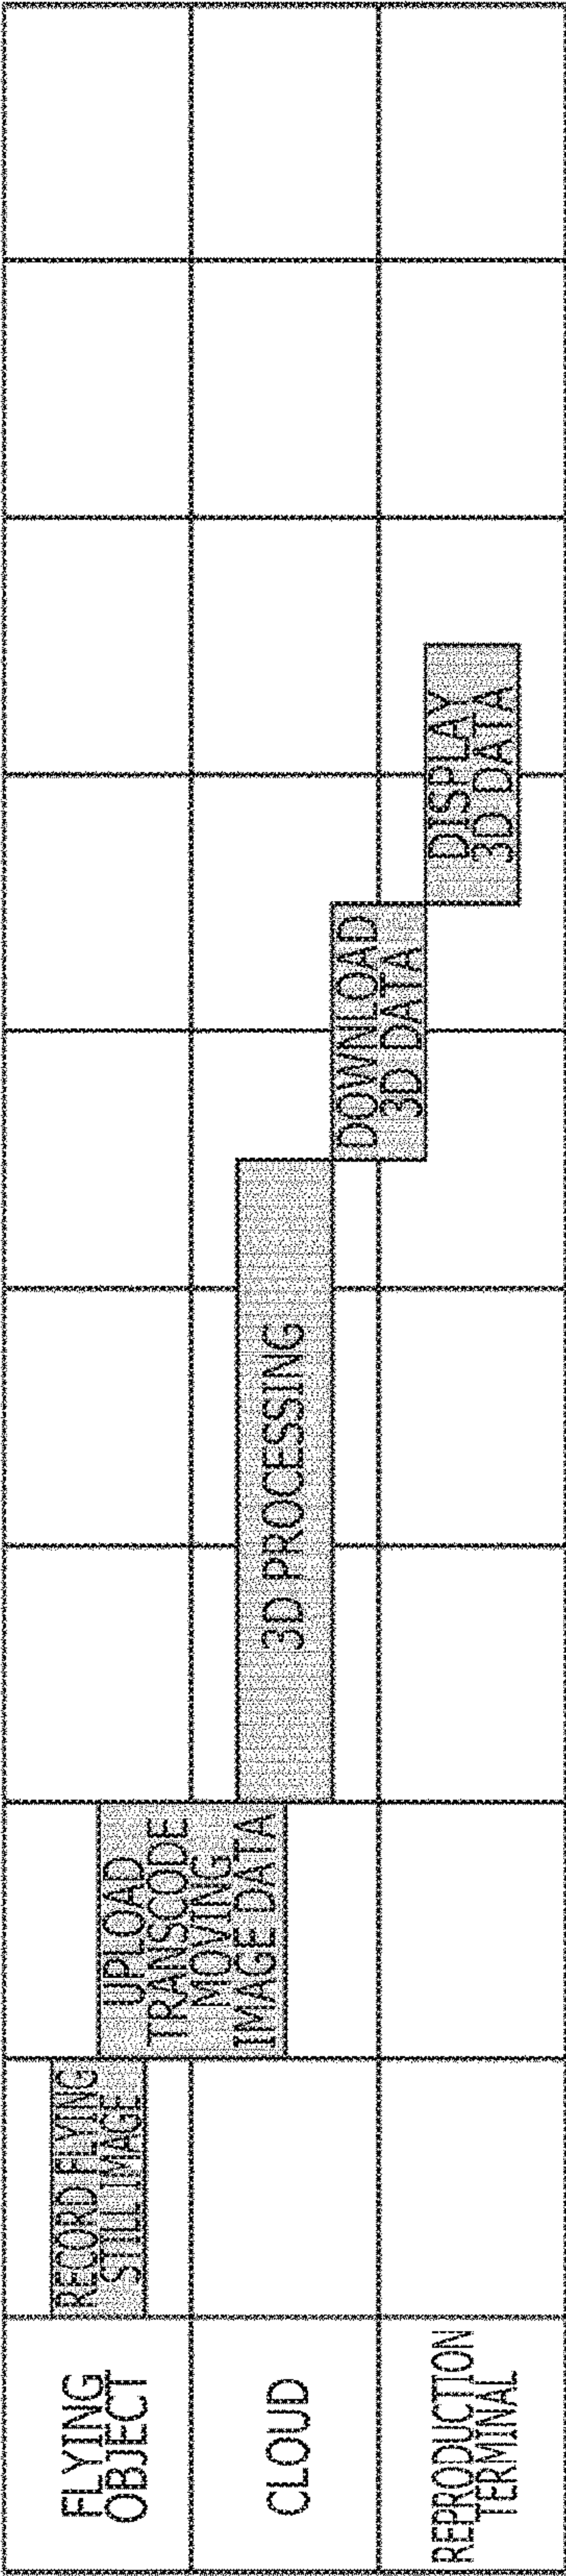 FLYING
OBJECT
RECORD FLYING
STILL IMAGE
UPLOAD
TRANSCODE
MOVING
IMAGE DATA
CLOUD
3D PROCESSING
DOWNLOAD
3D DATA
REPRODUCTION
TERMINAL
DISPLAY
3D DATA